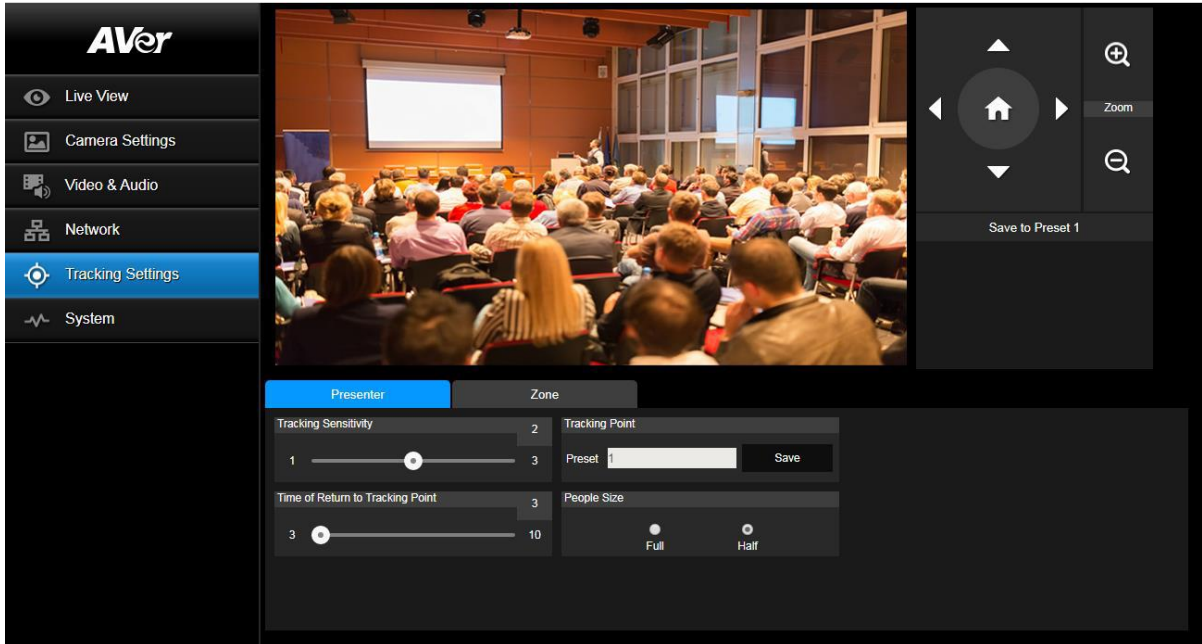 AVer
Live View
Camera Settings
Video & Audio
Network
Tracking Settings
System
Zoom
Save to Preset 1
Presenter
Zone
Tracking Sensitivity
2
1
3
Tracking Point
Preset
1
Save
Time of Return to Tracking Point
3
3
10
People Size
Full
Half